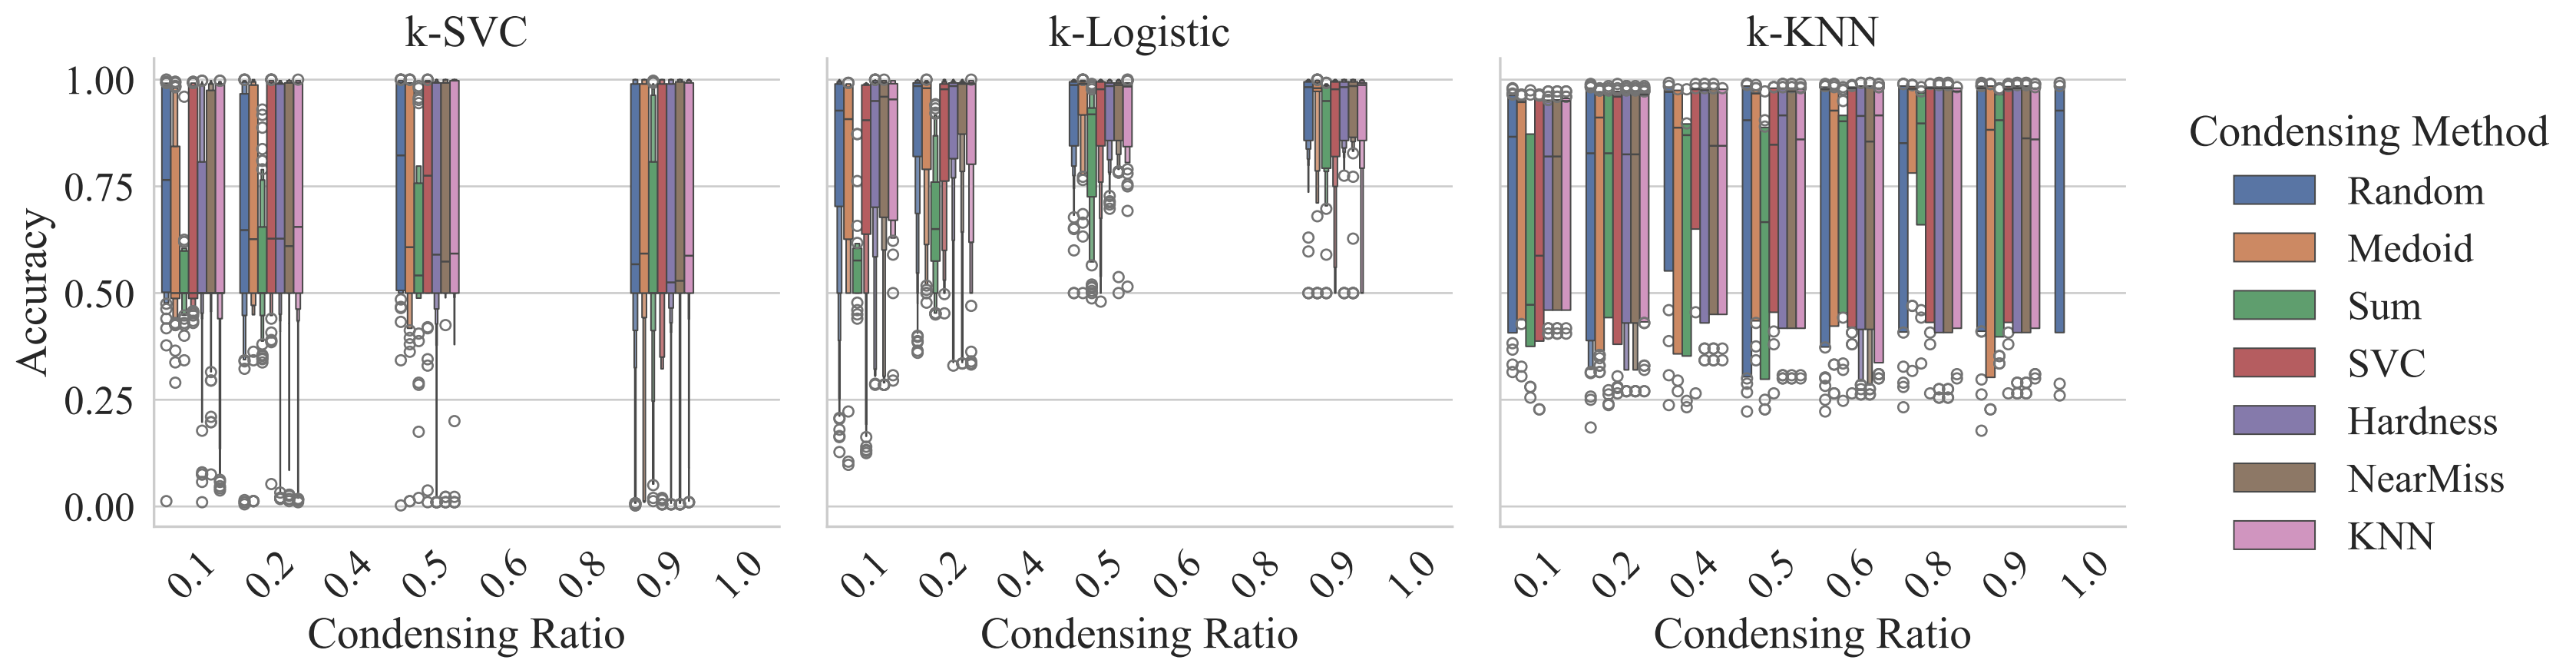 k-SVC
k-Logistic
k-KNN
Accuracy
1.00
0.75
0.50
0.25
0.00
0.1 0.2 0.4 0.5 0.6 0.8 0.9 1.0
0.1 0.2 0.4 0.5 0.6 0.8 0.9 1.0
0.1 0.2 0.4 0.5 0.6 0.8 0.9 1.0
Condensing Ratio
Condensing Ratio
Condensing Ratio
Condensing Method
Random
Medoid
Sum
SVC
Hardness
NearMiss
KNN